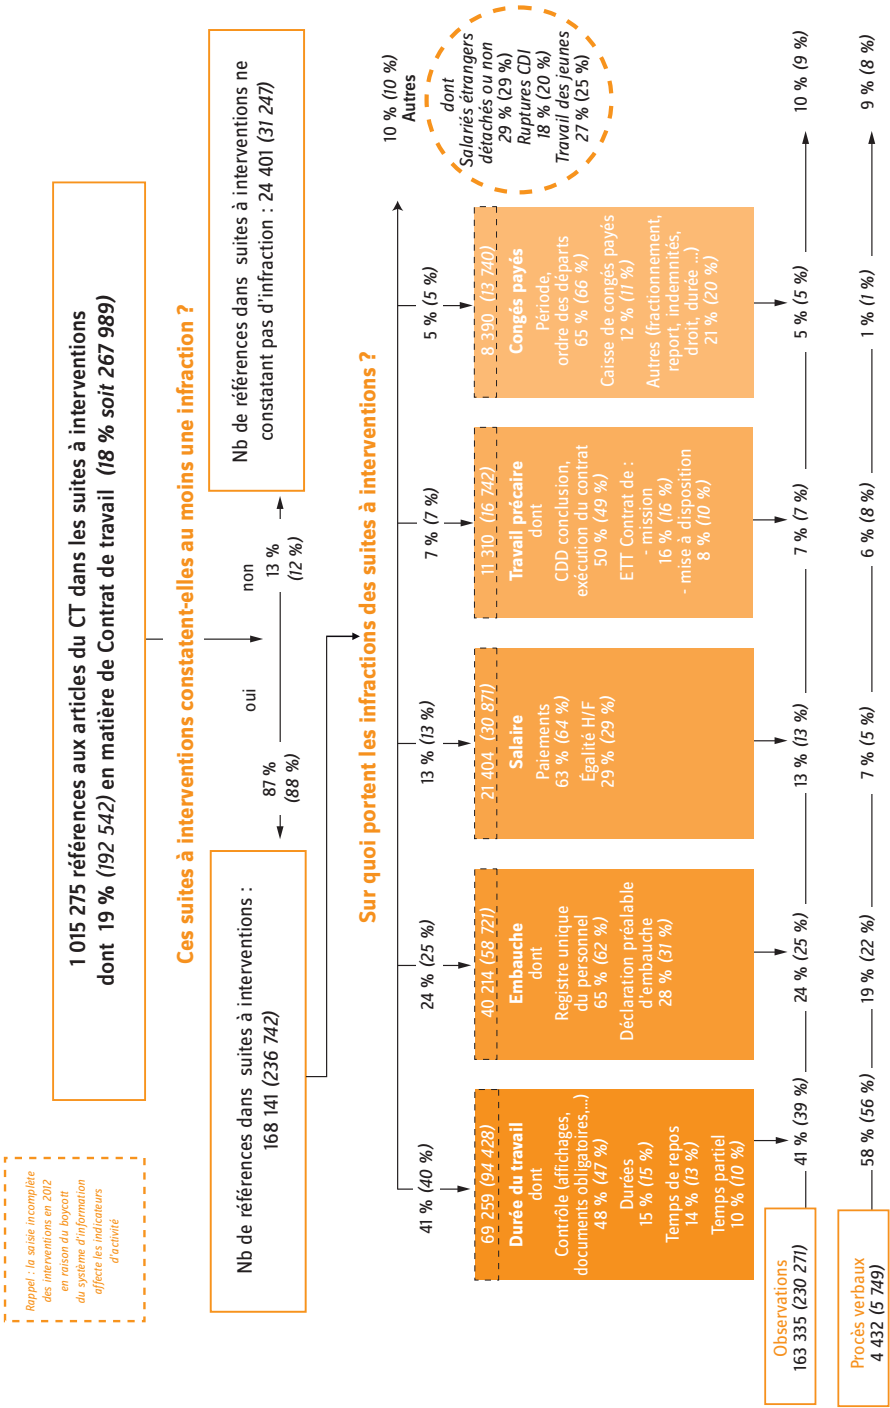 Rappel : la saisie incomplète
des interventions en 2012
en raison du boycott
du système d'information
affecte les indicateurs
d'activité
1 015 275 références aux articles du CT dans les suites à interventions
dont 19 % (192 542) en matière de Contrat de travail (18 % soit 267 989)
Ces suites à interventions constatent-elles au moins une infraction ?
oui
non
87 %
(88 %)
13 %
(12 %)
Nb de références dans suites à interventions :
168 141 (236 742)
Nb de références dans suites à interventions ne
constatant pas d'infraction : 24 401 (31 247)
Sur quoi portent les infractions des suites à interventions ?
41 % (40 %)
24 % (25 %)
13 % (13 %)
7 % (7 %)
5 % (5 %)
10 % (10 %)
Autres
dont
Salariés étrangers
détachés ou non
29 % (29 %)
Ruptures CDI
18 % (20 %)
Travail des jeunes
27 % (25 %)
69 259 (94 428)
Durée du travail
dont
Contrôle (affichages,
documents obligatoires,...)
48 % (47 %)
Durées
15 % (15 %)
Temps de repos
14 % (13 %)
Temps partiel
10 % (10 %)
40 214 (58 721)
Embauche
dont
Registre unique
du personnel
65 % (62 %)
Déclaration préalable
d'embauche
28 % (31 %)
21 404 (30 871)
Salaire
Paiements
63 % (64 %)
Égalité H/F
29 % (29 %)
11 310 (16 742)
Travail précaire
dont
CDD conclusion,
exécution du contrat
50 % (49 %)
ETT Contrat de :
- mission
16 % (16 %)
- mise à disposition
8 % (10 %)
8 390 (13 740)
Congés payés
Période,
ordre des départs
65 % (66 %)
Caisse de congés payés
12 % (11 %)
Autres (fractionnement,
report, indemnités,
droit, durée ...)
21 % (20 %)
Observations
163 335 (230 271)
41 % (39 %)
24 % (25 %)
13 % (13 %)
7 % (7 %)
5 % (5 %)
10 % (9 %)
Procès verbaux
4 432 (5 749)
58 % (56 %)
19 % (22 %)
7 % (5 %)
6 % (8 %)
1 % (1 %)
9 % (8 %)